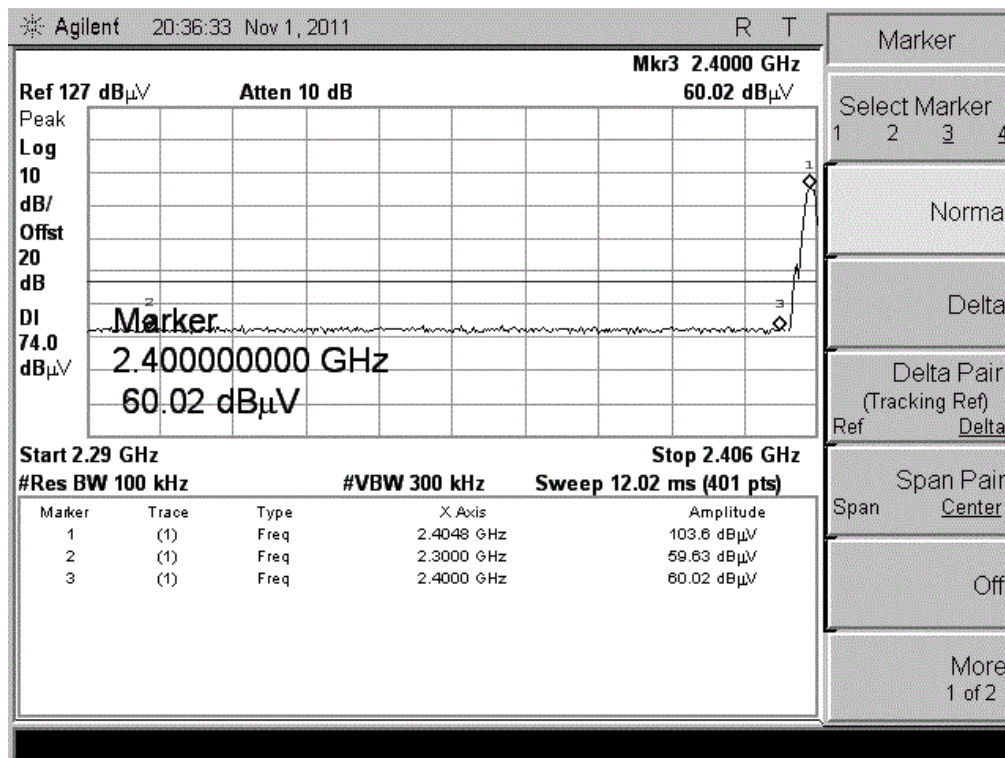 Agilent 20:36:33 Nov 1, 2011 R T
Mkr3 2.4000 GHz
Ref 127 dBµV Atten 10 dB 60.02 dBµV
Peak
Log
10
dB/
Offst
20
dB
DI
74.0
dBµV
1
2
3
Marker
2.400000000 GHz
60.02 dBµV
Start 2.29 GHz Stop 2.406 GHz
#Res BW 100 kHz #VBW 300 kHz Sweep 12.02 ms (401 pts)
Marker Trace Type X Axis Amplitude
1 (1) Freq 2.4048 GHz 103.6 dBµV
2 (1) Freq 2.3000 GHz 59.63 dBµV
3 (1) Freq 2.4000 GHz 60.02 dBµV
Marker
Select Marker
1 2 3 4
Norma
Delta
Delta Pair
(Tracking Ref)
Ref Delta
Span Pair
Span Center
Off
More
1 of 2